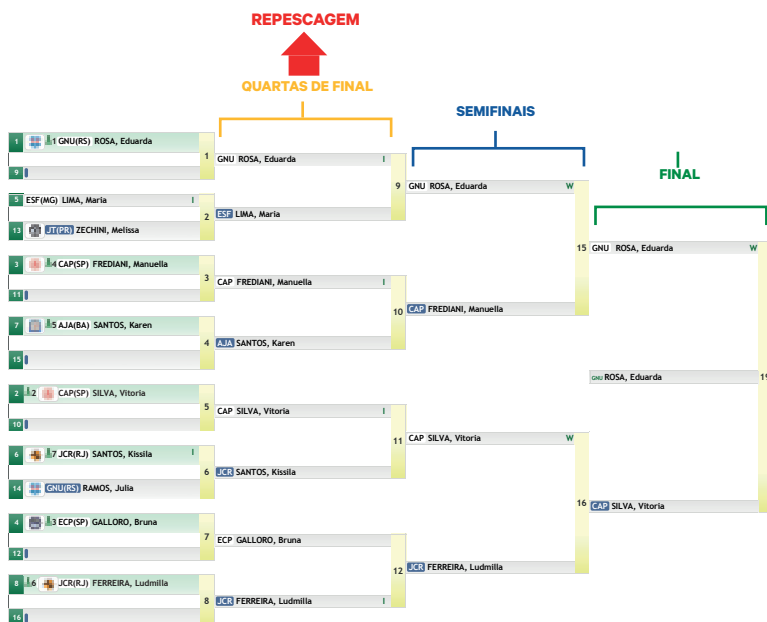 REPESCAGEM
QUARTAS DE FINAL
SEMIFINAIS
FINAL
1 1 GNU(RS) ROSA, Eduarda
9
1
5 ESF(MG) LIMA, Maria I
13 JT(PR) ZECHINI, Melissa
2
3 4 CAP(SP) FREDIANI, Manuella
11
3
7 5 AJA(BA) SANTOS, Karen
15
4
2 2 CAP(SP) SILVA, Vitoria
10
5
6 7 JCR(RJ) SANTOS, Kissila I
14 GNU(RS) RAMOS, Julia
6
4 3 ECP(SP) GALLORO, Bruna
12
7
8 6 JCR(RJ) FERREIRA, Ludmilla
16
8
GNU ROSA, Eduarda I
ESF LIMA, Maria
9
CAP FREDIANI, Manuella I
AJA SANTOS, Karen
10
CAP SILVA, Vitoria I
JCR SANTOS, Kissila
11
ECP GALLORO, Bruna
JCR FERREIRA, Ludmilla I
12
GNU ROSA, Eduarda W
CAP FREDIANI, Manuella
15
CAP SILVA, Vitoria W
JCR FERREIRA, Ludmilla
16
GNU ROSA, Eduarda W
GNU ROSA, Eduarda
CAP SILVA, Vitoria